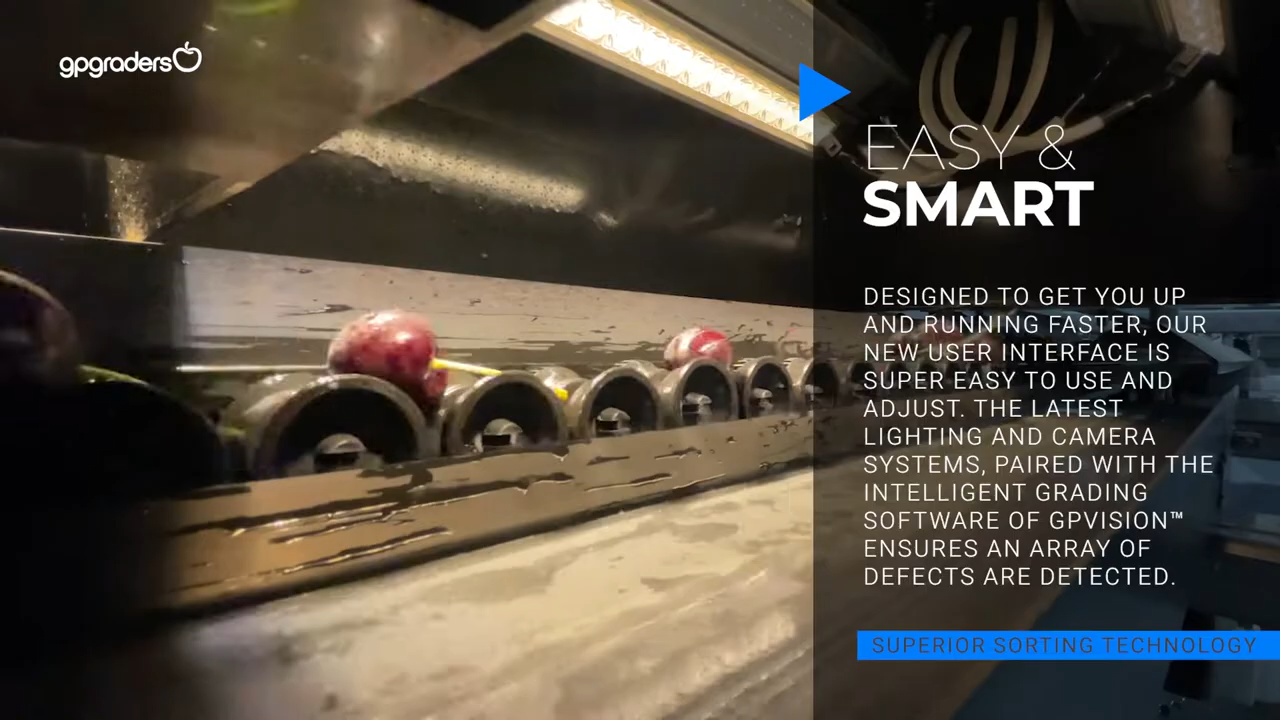 gpgraders
EASY &
SMART
DESIGNED TO GET YOU UP
AND RUNNING FASTER, OUR
NEW USER INTERFACE IS
SUPER EASY TO USE AND
ADJUST. THE LATEST
LIGHTING AND CAMERA
SYSTEMS, PAIRED WITH THE
INTELLIGENT GRADING
SOFTWARE OF GPVISION™
ENSURES AN ARRAY OF
DEFECTS ARE DETECTED.
SUPERIOR SORTING TECHNOLOGY